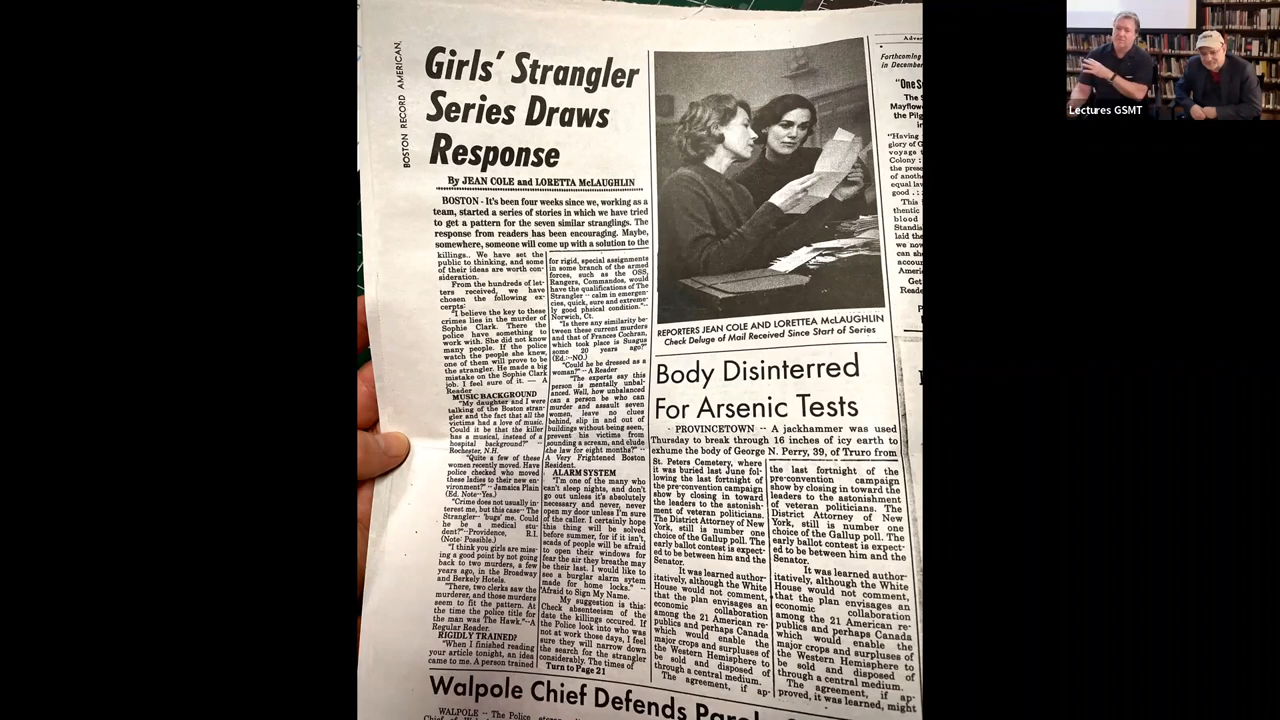 BOSTON RECORD AMERICAN,
Girls' Strangler
Series Draws
Response
By JEAN COLE and LORETTA McLAUGHLIN
BOSTON - It's been four weeks since we, working as a
team, started a series of stories in which we have tried
to get a pattern for the seven similar stranglings. The
response from readers has been encouraging. Maybe,
somewhere, someone will come up with a solution to the
killings.. We have set the
public to thinking, and some
of their ideas are worth con-
sideration.
From the hundreds of let-
ters received, we have
chosen the following ex-
cerpts:
"I believe the key to these
crimes lies in the murder of
Sophie Clark. There the
police have something to
work with. She did not know
many people. If the police
watch the people she knew,
one of them will prove to be
the strangler. He made a big
mistake on the Sophie Clark
job. I feel sure of it. — A
Reader
MUSIC BACKGROUND
"My daughter and I were
talking of the Boston stran-
gler and the fact that all the
victims had a love of music.
Could it be that the killer
has a musical, instead of a
hospital background?" --
Rochester, N.H.
"Quite a few of these
women recently moved. Have
police checked who moved
these ladies to their new en-
vironment?" -- Jamaica Plain
(Ed. Note--Yes.)
"Crime does not usually in-
terest me, but this case-- The
Strangler-- 'bugs' me. Could
he be a medical stu-
dent?"--Providence, R.I.
(Note: Possible.)
"I think you girls are miss-
ing a good point by not going
back to two murders, a few
years ago, in the Broadway
and Berkely Hotels.
"There, two clerks saw the
murderer, and those murders
seem to fit the pattern. At
the time the police title for
the man was The Hawk."--A
Regular Reader.
RIGIDLY TRAINED?
"When I finished reading
your article tonight, an idea
came to me. A person trained
for rigid, special assignments
in some branch of the armed
forces, such as the OSS,
Rangers, Commandos, would
have the qualifications of The
Strangler -- calm in emergen-
cies, quick, sure and extreme-
ly good phsical condition."--
Norwich, Ct.
"Is there any similarity be-
tween these current murders
and that of Frances Cochran,
which took place is Suagus
some 20 years ago?"
(Ed.:-NO.)
"Could he be dressed as a
woman?" -- A Reader
"The experts say this
person is mentally unbal-
anced. Well, how unbalanced
can a person be who can
murder and assault seven
women, leave no clues
behind, slip in and out of
buildings without being seen,
prevent his victims from
sounding a scream, and elude
the law for eight months?" --
A Very Frightened Boston
Resident.
ALARM SYSTEM
"I'm one of the many who
can't sleep nights, and don't
go out unless it's absolutely
necessary and never, never
open my door unless I'm sure
of the caller. I certainly hope
this thing will be solved
before summer, for if it isn't,
scads of people will be afraid
to open their windows for
fear the air they breathe may
be their last. I would like to
see a burglar alarm sytem
made for home locks." --
Afraid to Sign My Name.
My suggestion is this:
Check absenteeism of the
date the killings occured. If
the Police look into who was
not at work those days, I feel
sure they will narrow down
the search for the strangler
considerably. The times of
Turn to Page 21
REPORTERS JEAN COLE AND LORETTEA McLAUGHLIN
Check Deluge of Mail Received Since Start of Series
Body Disinterred
For Arsenic Tests
PROVINCETOWN -- A jackhammer was used
Thursday to break through 16 inches of icy earth to
exhume the body of George N. Perry, 39, of Truro from
St. Peters Cemetery, where
it was buried last June fol-
lowing the last fortnight of
the pre-convention campaign
show by closing in toward
the leaders to the astonish-
ment of veteran politicians.
The District Attorney of New
York, still is number one
choice of the Gallup poll. The
early ballot contest is expect-
ed to be between him and the
Senator.
It was learned author-
itatively, although the White
House would not comment,
that the plan envisages an
economic collaboration
among the 21 American re-
publics and perhaps Canada
which would enable the
major crops and surpluses of
the Western Hemisphere to
be sold and disposed of
through a central medium.
The agreement, if ap-
the last fortnight of the
pre-convention campaign
show by closing in toward the
leaders to the astonishment
of veteran politicians. The
District Attorney of New
York, still is number one
choice of the Gallup poll. The
early ballot contest is expect-
ed to be between him and the
Senator.
It was learned author-
itatively, although the White
House would not comment,
that the plan envisages an
economic collaboration
among the 21 American re-
publics and perhaps Canada
which would enable the
major crops and surpluses of
the Western Hemisphere to
be sold and disposed of
through a central medium.
The agreement, if ap-
proved, it was learned, might
Walpole Chief Defends
WALPOLE -- The Police
Forthcoming
in December
"One S
The S
Mayflow
the Pilg
"Having
glory of G
voyage t
Colony
the pres
of anoth
equal law
good
This
thentic
blood
Standis
laid the
we now
can sh
accoun
Ameri
Get
Reade
Lectures GSMT